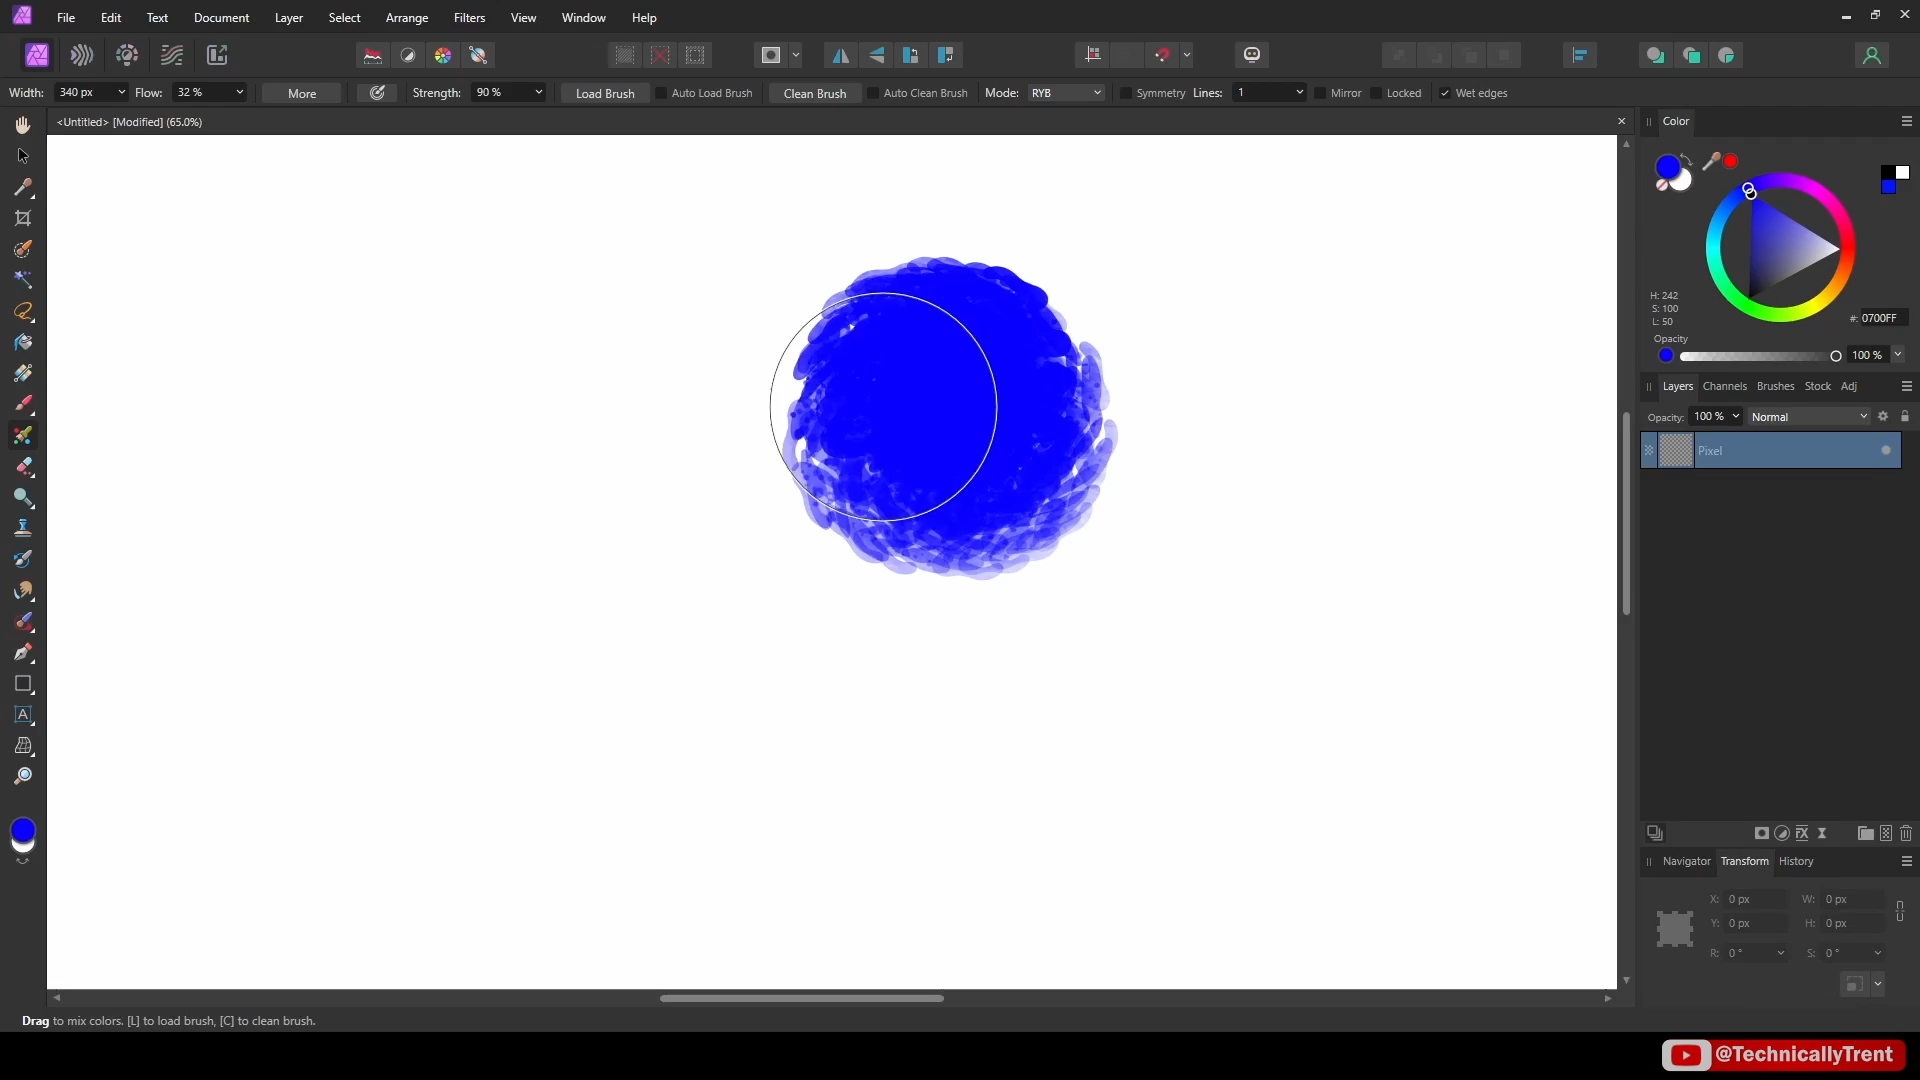 File Edit Text Document Layer Select Arrange Filters View Window Help
Width: 340 px Flow: 32 % More Strength: 90 % Load Brush Auto Load Brush Clean Brush Auto Clean Brush Mode: RYB Symmetry Lines: 1 Mirror Locked Wet edges
<Untitled> [Modified] (65.0%)
Color
H: 242
S: 100
L: 50
#: 0700FF
Opacity
100 %
Layers Channels Brushes Stock Adj
Opacity: 100 % Normal
Pixel
Navigator Transform History
X: 0 px W: 0 px
Y: 0 px H: 0 px
R: 0 ° S: 0 °
Drag to mix colors. [L] to load brush, [C] to clean brush.
@TechnicallyTrent